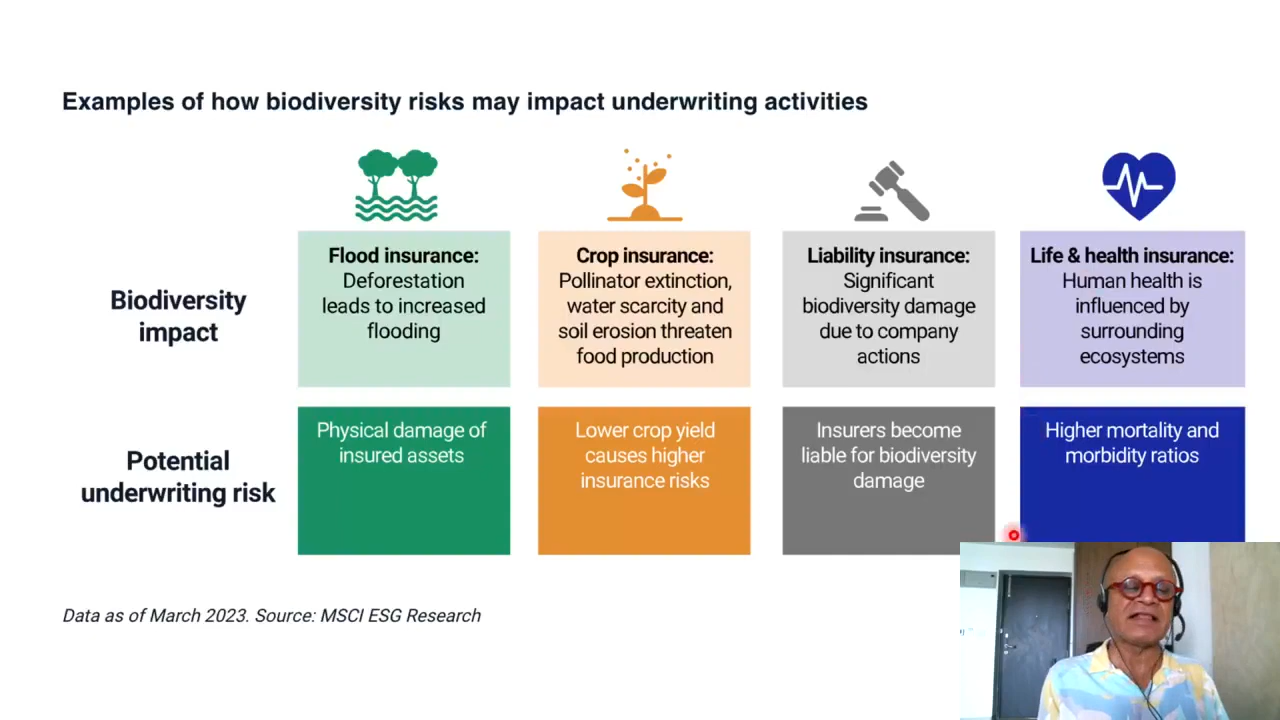 Examples of how biodiversity risks may impact underwriting activities
Biodiversity
impact
Flood insurance:
Deforestation
leads to increased
flooding
Crop insurance:
Pollinator extinction,
water scarcity and
soil erosion threaten
food production
Liability insurance:
Significant
biodiversity damage
due to company
actions
Life & health insurance:
Human health is
influenced by
surrounding
ecosystems
Potential
underwriting risk
Physical damage of
insured assets
Lower crop yield
causes higher
insurance risks
Insurers become
liable for biodiversity
damage
Higher mortality and
morbidity ratios
Data as of March 2023. Source: MSCI ESG Research